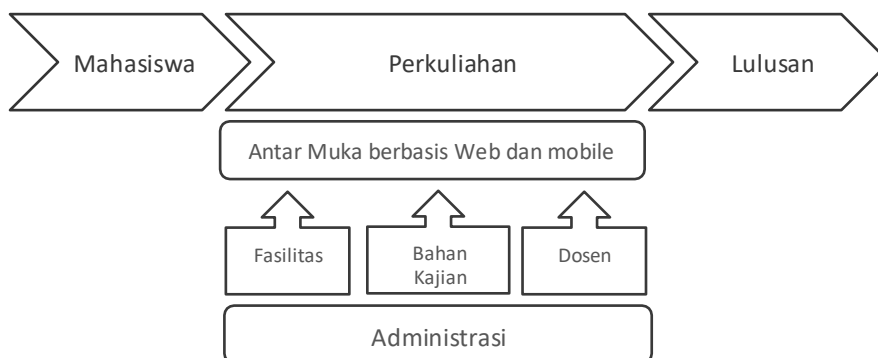 Mahasiswa
Perkuliahan
Lulusan
Antar Muka berbasis Web dan mobile
Fasilitas
Bahan
Kajian
Dosen
Administrasi